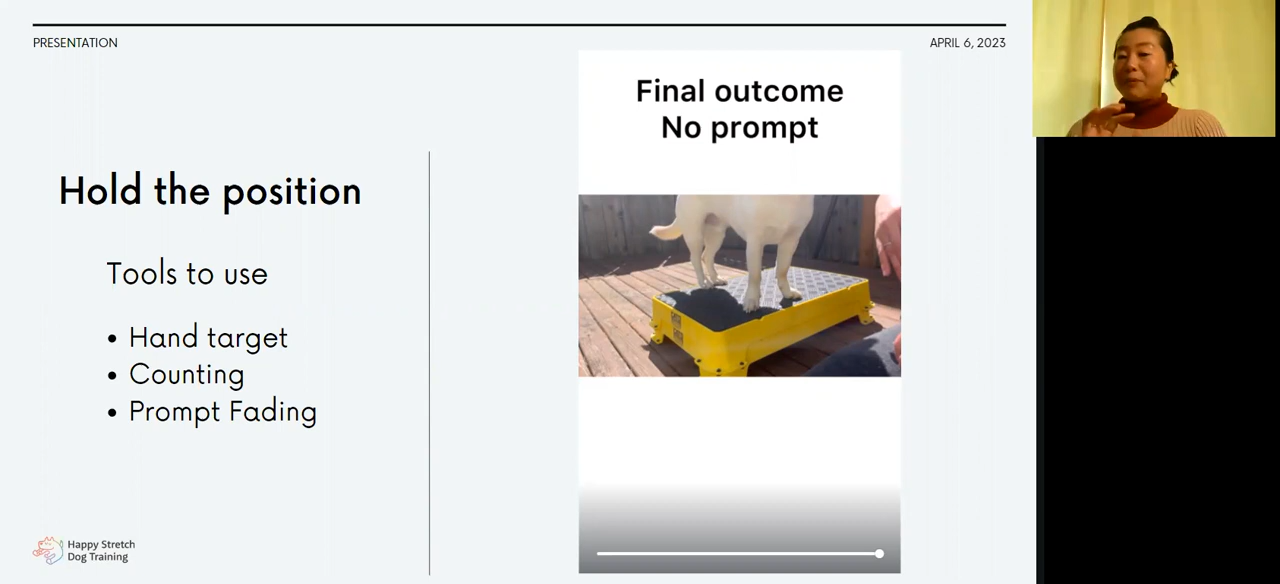 PRESENTATION
APRIL 6, 2023
Hold the position
Tools to use
• Hand target
• Counting
• Prompt Fading
Final outcome
No prompt
Happy Stretch
Dog Training